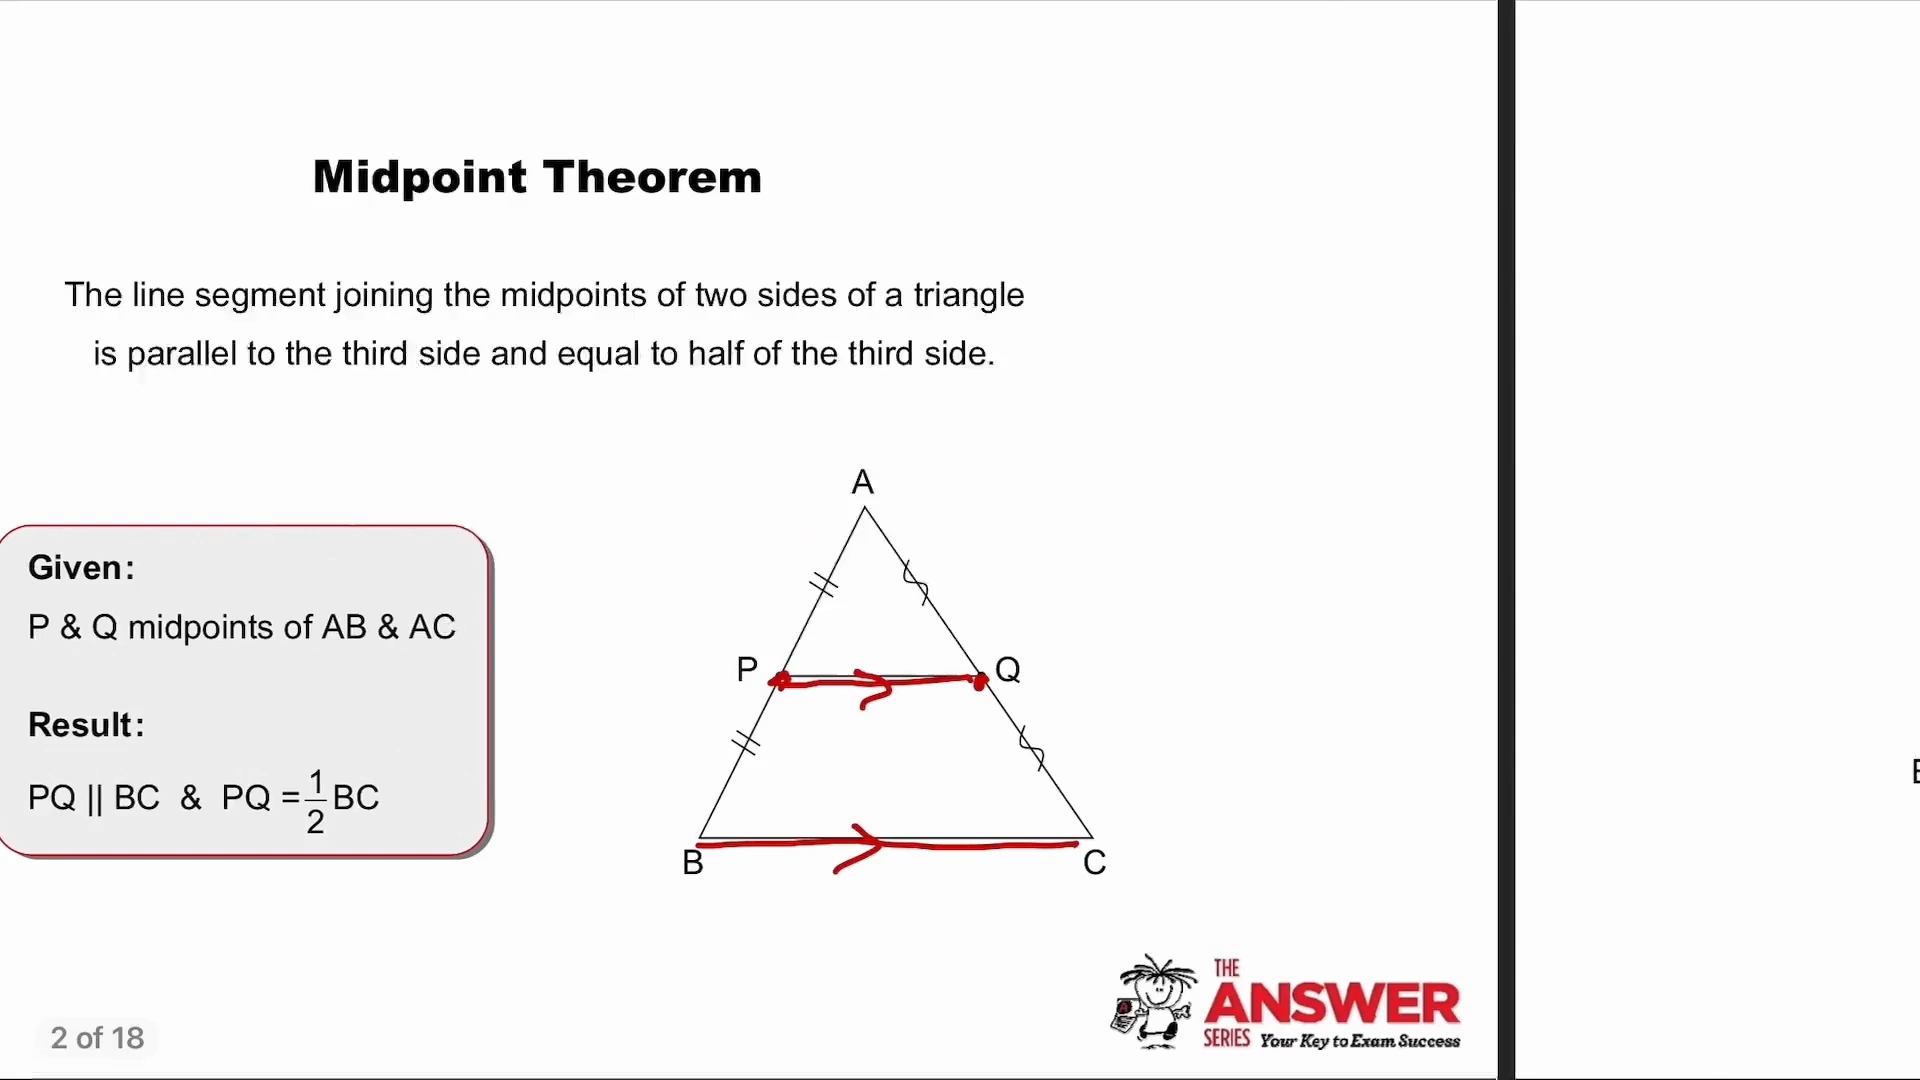 Midpoint Theorem
The line segment joining the midpoints of two sides of a triangle
is parallel to the third side and equal to half of the third side.
A
Given:
P & Q midpoints of AB & AC
P
Q
Result:
PQ || BC & PQ = 1/2 BC
B
C
THE
ANSWER
SERIES Your Key to Exam Success
2 of 18